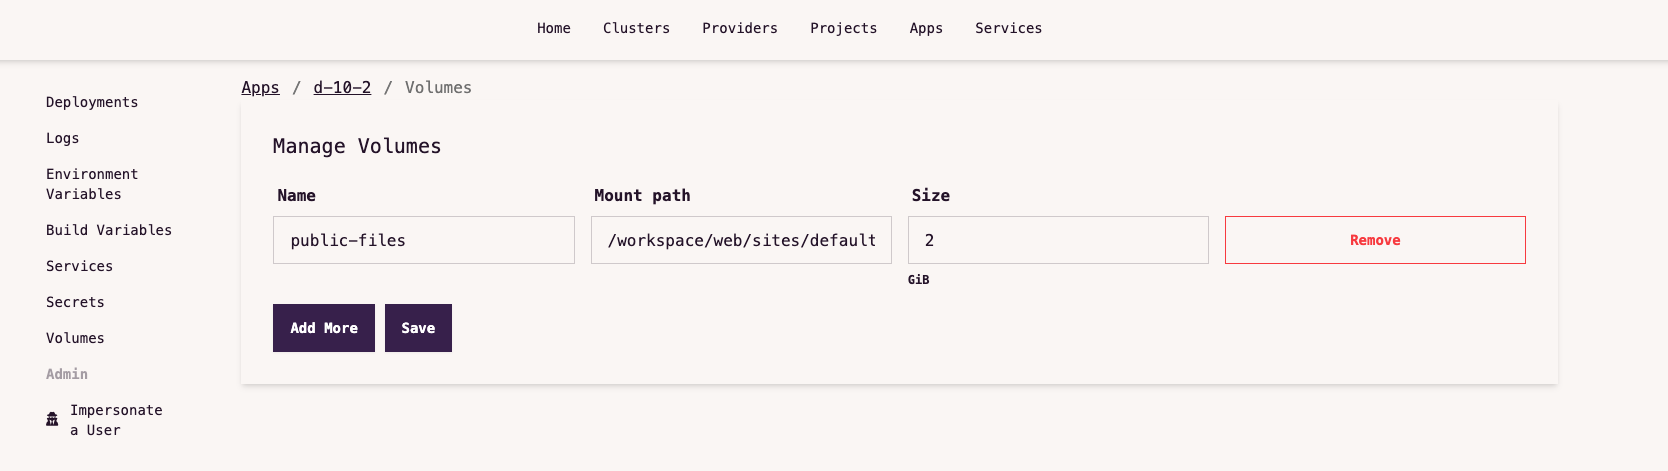 Home Clusters Providers Projects Apps Services
Apps / d-10-2 / Volumes
Deployments
Logs
Environment
Variables
Build Variables
Services
Secrets
Volumes
Admin
Impersonate
a User
Manage Volumes
Name Mount path Size
public-files /workspace/web/sites/default 2 Remove
GiB
Add More Save